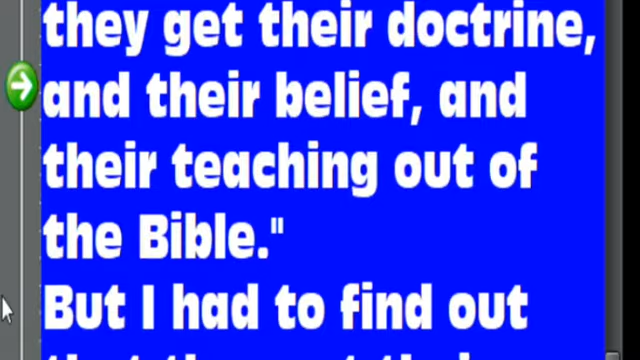 they get their doctrine,
and their belief, and
their teaching out of
the Bible."
But I had to find out